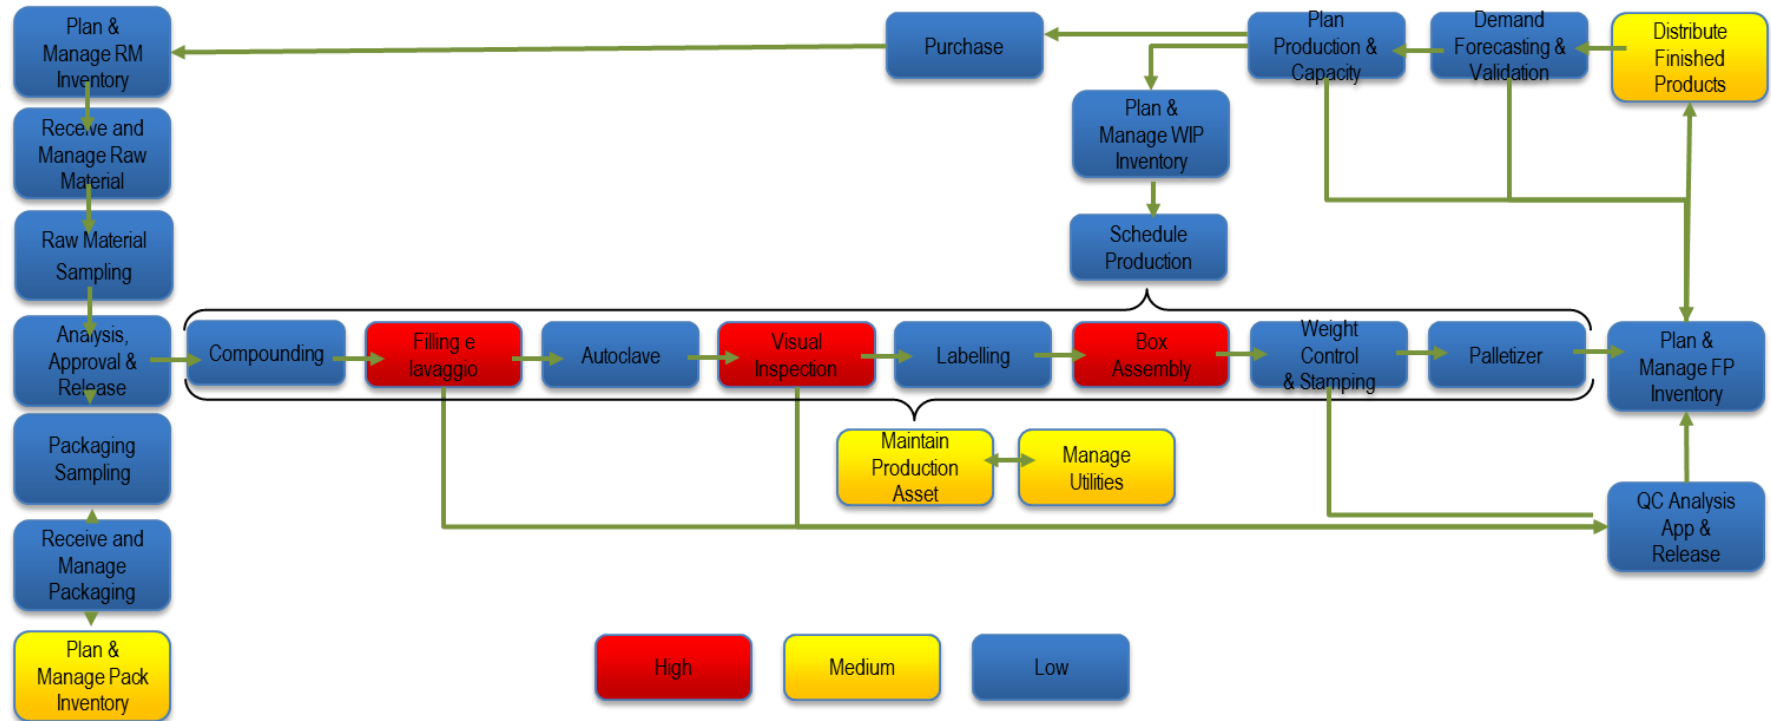 Plan &
Manage RM
Inventory
Purchase
Plan
Production &
Capacity
Demand
Forecasting &
Validation
Distribute
Finished
Products
Receive and
Manage Raw
Material
Plan &
Manage WIP
Inventory
Raw Material
Sampling
Schedule
Production
Analysis,
Approval &
Release
Compounding
Filling e
lavaggio
Autoclave
Visual
Inspection
Labelling
Box
Assembly
Weight
Control
& Stamping
Palletizer
Plan &
Manage FP
Inventory
Packaging
Sampling
Maintain
Production
Asset
Manage
Utilities
QC Analysis
App &
Release
Receive and
Manage
Packaging
Plan &
Manage Pack
Inventory
High
Medium
Low